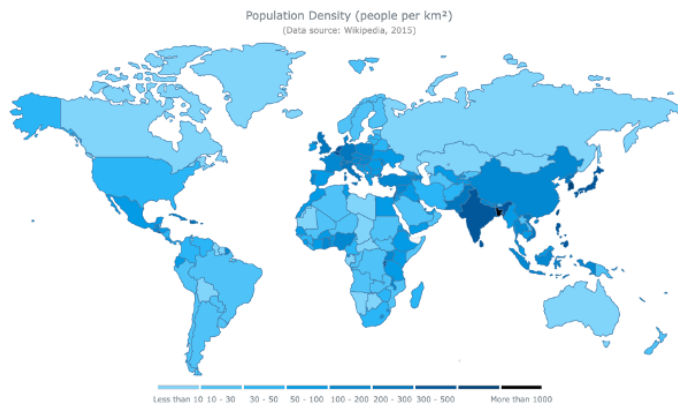 Population Density (people per km²)
(Data source: Wikipedia, 2015)
Less than 10 10 - 30 30 - 50 50 - 100 100 - 200 200 - 300 300 - 500 More than 1000